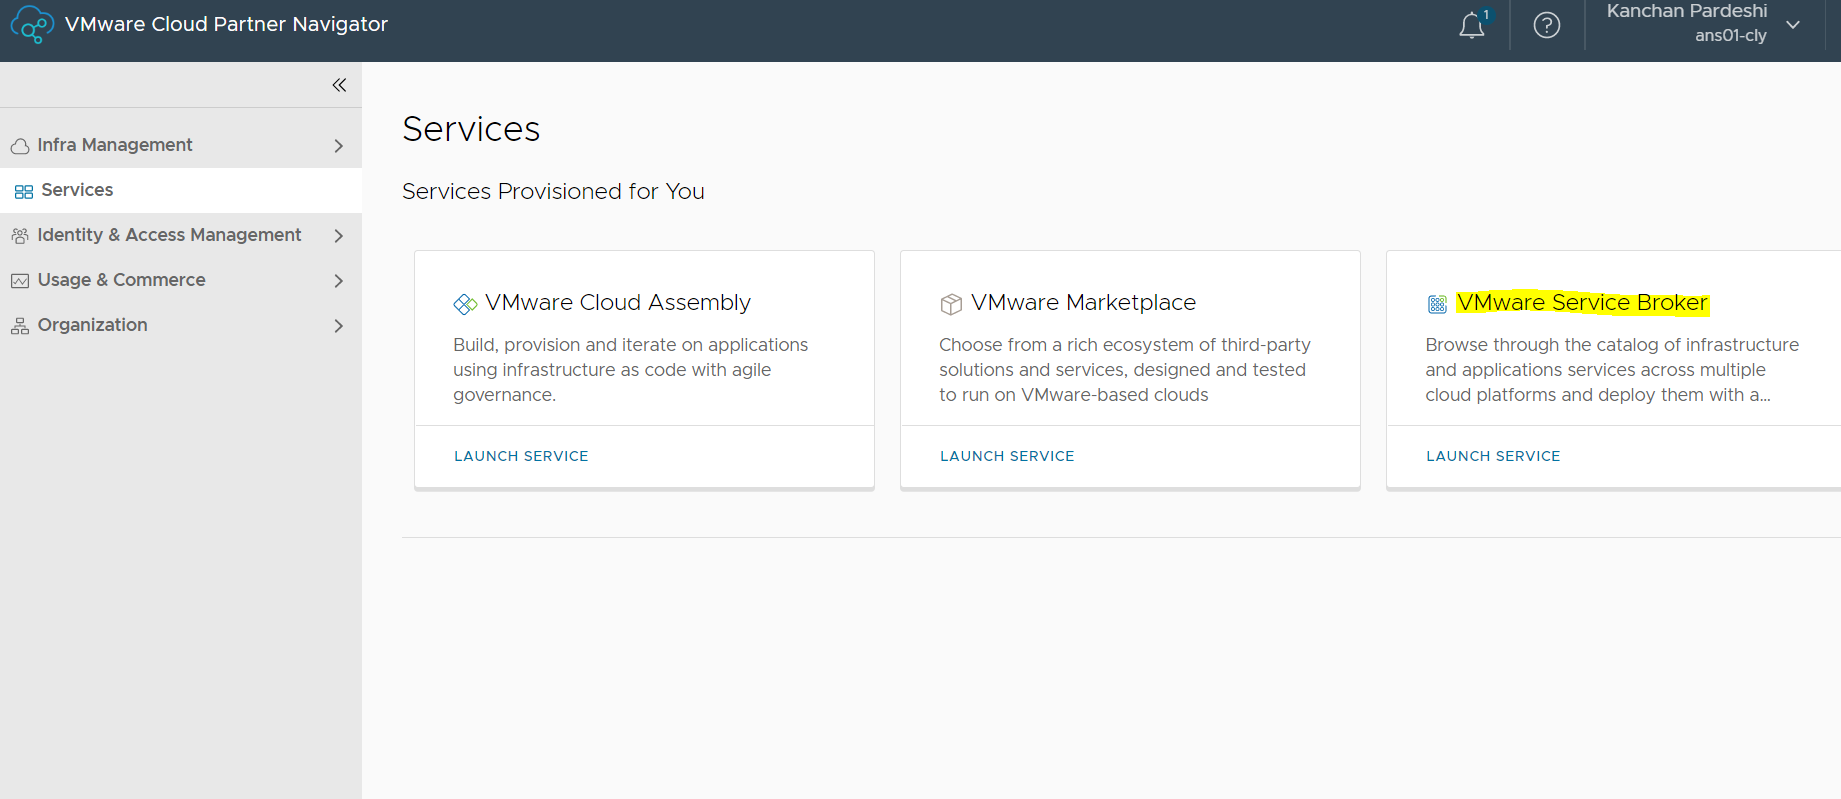 VMware Cloud Partner Navigator
1
Kanchan Pardeshi
ans01-cly
Infra Management
Services
Identity & Access Management
Usage & Commerce
Organization
Services
Services Provisioned for You
VMware Cloud Assembly
Build, provision and iterate on applications
using infrastructure as code with agile
governance.
LAUNCH SERVICE
VMware Marketplace
Choose from a rich ecosystem of third-party
solutions and services, designed and tested
to run on VMware-based clouds
LAUNCH SERVICE
VMware Service Broker
Browse through the catalog of infrastructure
and applications services across multiple
cloud platforms and deploy them with a...
LAUNCH SERVICE